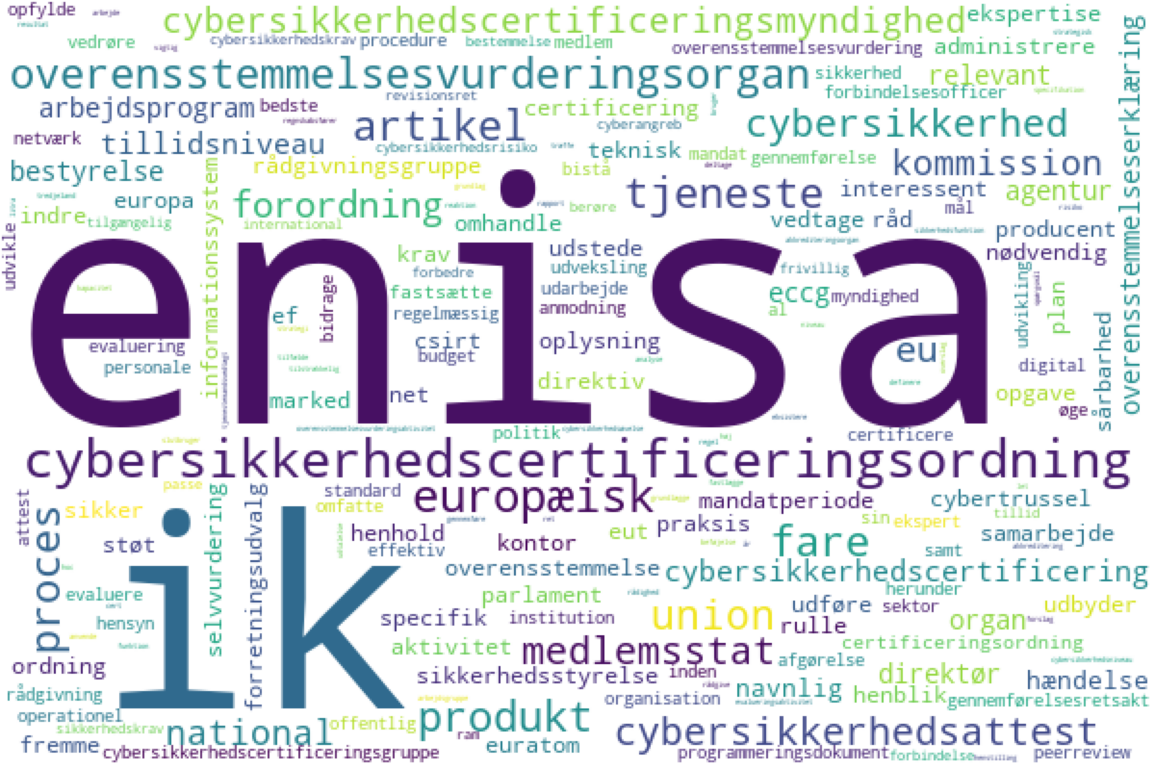 opfylde
cybersikkerhedscertificeringsmyndighed
ekspertise
vedrøre
cybersikkerhedskrav
procedure
bestemmelse
medlem
overensstemmelsesvurdering
administrere
overensstemmelsesvurderingsorgan
sikkerhed
relevant
overensstemmelseserklæring
arbejdsprogram
bedste
revisionsret
certificering
forbindelsesofficer
netværk
tillidsniveau
artikel
cyberangreb
cybersikkerhed
cybersikkerhedsrisiko
teknisk
mandat
gennemførelse
kommission
bestyrelse
rådgivningsgruppe
bistå
europa
forordning
tjeneste
interessent
agentur
indre
tilgængelig
informationssystem
international
omhandle
berøre
vedtage
råd
mål
producent
nødvendig
udvikle
enisa
krav
udstede
forbedre
udveksling
frivillig
fastsætte
udarbejde
eccg
myndighed
udvikling
plan
ef
bidrage
regelmæssig
anmodning
al
evaluering
csirt
oplysning
eu
sårbarhed
personale
budget
digital
marked
net
direktiv
opgave
øge
politik
certificere
cybersikkerhedscertificeringsordning
attest
proces
sikker
passe
selvvurdering
forretningsudvalg
standard
omfatte
europæisk
mandatperiode
cybertrussel
støt
henhold
effektiv
kontor
eut
praksis
fare
sin
ekspert
tillid
samt
samarbejde
ik
overensstemmelse
cybersikkerhedscertificering
evaluere
parlament
herunder
hensyn
specifik
institution
union
udføre
sektor
organ
udbyder
rulle
aktivitet
medlemsstat
afgørelse
certificeringsordning
ordning
sikkerhedsstyrelse
inden
direktør
hændelse
rådgivning
organisation
navnlig
henblik
gennemførelsesretsakt
operationel
sikkerhedskrav
national
offentlig
produkt
ram
cybersikkerhedsattest
fremme
cybersikkerhedscertificeringsgruppe
euratom
programmeringsdokument
forbindelse
peerreview